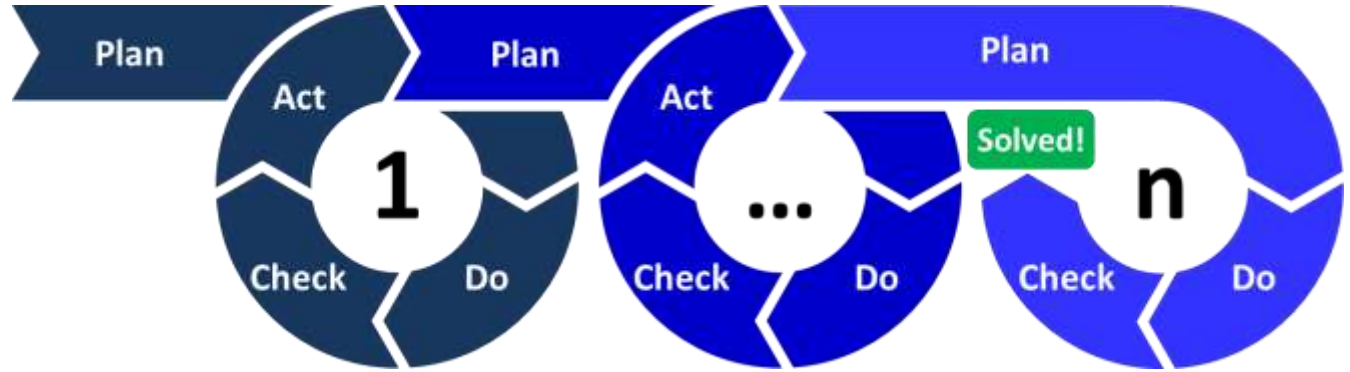 Plan
Plan
Plan
Act
Act
Solved!
1
...
n
Check
Do
Check
Do
Check
Do